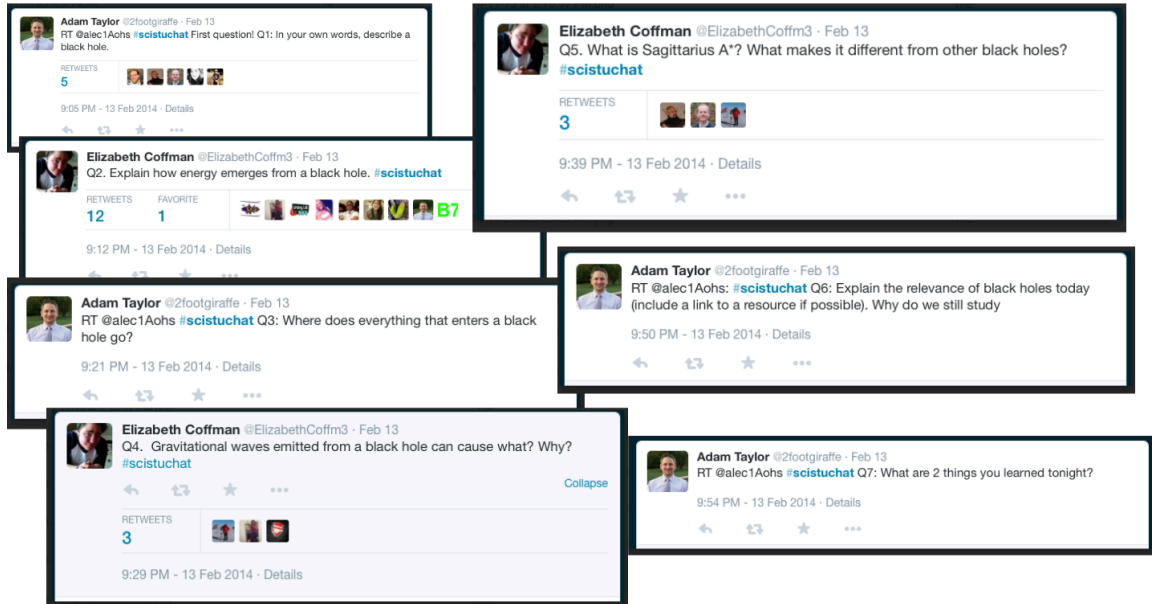 Adam Taylor @2footgiraffe · Feb 13
RT @alec1Aohs #scistuchat First question! Q1: In your own words, describe a
black hole.
RETWEETS
5
9:05 PM - 13 Feb 2014 · Details
Elizabeth Coffman @ElizabethCoffm3 · Feb 13
Q2. Explain how energy emerges from a black hole. #scistuchat
RETWEETS FAVORITE
12 1
B7
9:12 PM - 13 Feb 2014 · Details
Adam Taylor @2footgiraffe · Feb 13
RT @alec1Aohs #scistuchat Q3: Where does everything that enters a black
hole go?
9:21 PM - 13 Feb 2014 · Details
Elizabeth Coffman @ElizabethCoffm3 · Feb 13
Q4. Gravitational waves emitted from a black hole can cause what? Why?
#scistuchat
Collapse
RETWEETS
3
9:29 PM - 13 Feb 2014 · Details
Elizabeth Coffman @ElizabethCoffm3 · Feb 13
Q5. What is Sagittarius A*? What makes it different from other black holes?
#scistuchat
RETWEETS
3
9:39 PM - 13 Feb 2014 · Details
Adam Taylor @2footgiraffe · Feb 13
RT @alec1Aohs: #scistuchat Q6: Explain the relevance of black holes today
(include a link to a resource if possible). Why do we still study
9:50 PM - 13 Feb 2014 · Details
Adam Taylor @2footgiraffe · Feb 13
RT @alec1Aohs #scistuchat Q7: What are 2 things you learned tonight?
9:54 PM - 13 Feb 2014 · Details